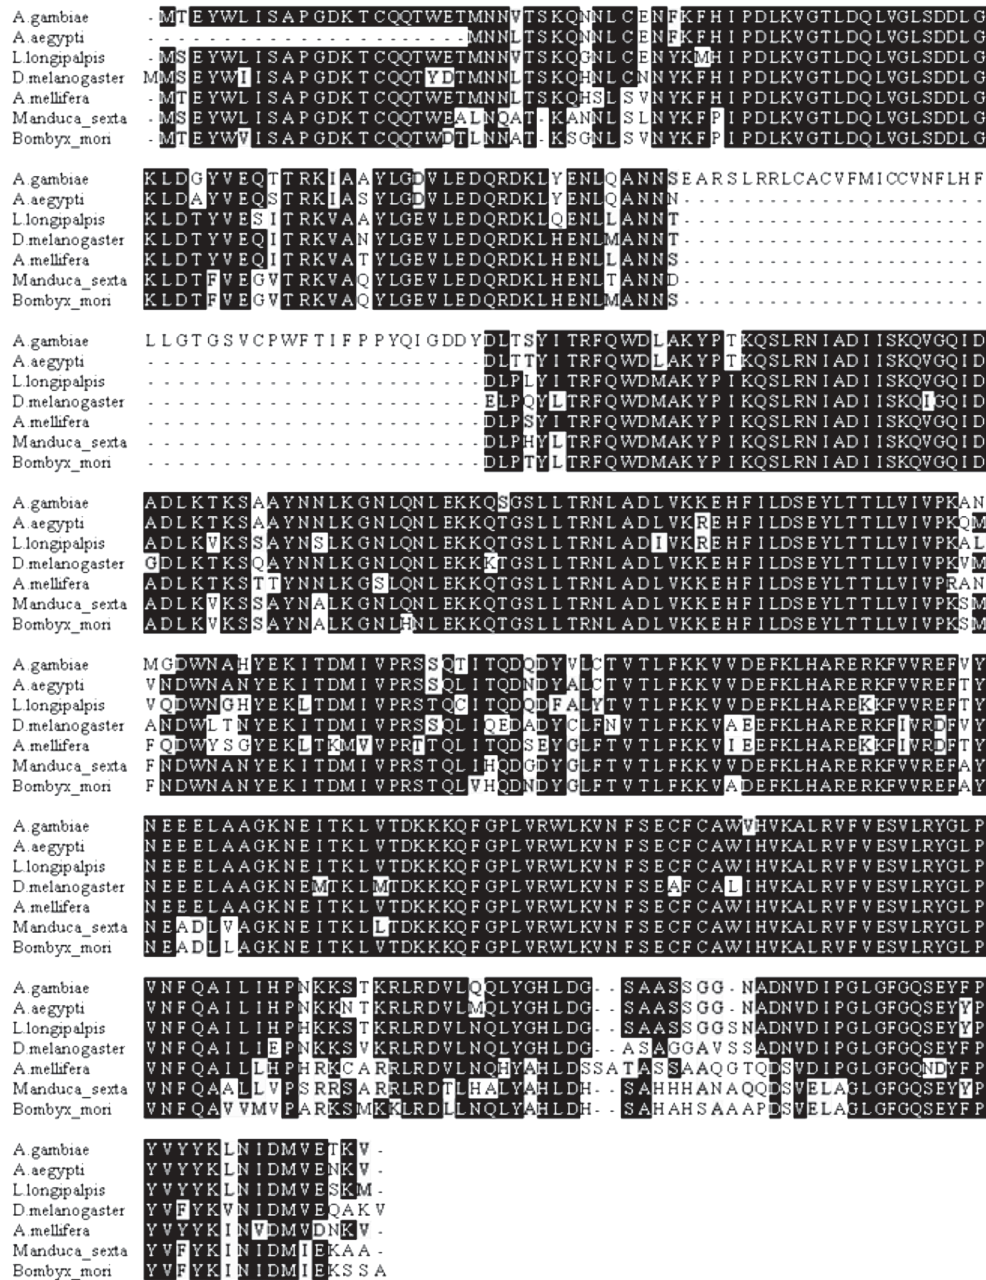 A.gambiae - MTEYWLISAPGDKTCQQTWETMNNVTSKQNNLCENFKFHIPDLKVGTLDQLVGLSDDLG
A.aegypti - - - - - - - - - - - - - - - - - - - - MNNLTSKQNNLCENFKFHIPDLKVGTLDQLVGLSDDLG
L.longipalpis - MSEYWLISAPGDKTCQQTWETMNNVTSKQGNLCENYKMHIPDLKVGTLDQLVGLSDDLG
D.melanogaster MMSEYWIISAPGDKTCQQTYDTMNNLTSKQHNLCNNYKFHIPDLKVGTLDQLVGLSDDLG
A.mellifera - MTEYWLISAPGDKTCQQTWETMNNLTSKQHSLSVNYKFHIPDLKVGTLDQLVGLSDDLG
Manduca_sexta - MSEYWLISAPGDKTCQQTWEALNQAT - KANNLSLNYKFPIPDLKVGTLDQLVGLSDDLG
Bombyx_mori - MTEYWVISAPGDKTCQQTWDTLNNAT - KSGNLSVNYKFPIPDLKVGTLDQLVGLSDDLG
A.gambiae KLDGYVEQTTRKIAAYLGDVLEDQRDKLYENLQANNSEARSLRRLCACVFMICCVNFLHF
A.aegypti KLDAYVEQSTRKIASYLGDVLEDQRDKLYENLQANNN - - - - - - - - - - - - - - - - - - - - - - -
L.longipalpis KLDTYVESITRKVAAYLGEVLEDQRDKLQENLLANNT - - - - - - - - - - - - - - - - - - - - - - -
D.melanogaster KLDTYVEQITRKVANYLGEVLEDQRDKLHENLMANNT - - - - - - - - - - - - - - - - - - - - - - -
A.mellifera KLDTYVEQITRKVATYLGEVLEDQRDKLHENLLANNS - - - - - - - - - - - - - - - - - - - - - - -
Manduca_sexta KLDTFVEGVTRKVAQYLGEVLEDQRDKLHENLTANND - - - - - - - - - - - - - - - - - - - - - - -
Bombyx_mori KLDTFVEGVTRKVAQYLGEVLEDQRDKLHENLMANNS - - - - - - - - - - - - - - - - - - - - - - -
A.gambiae LLGTGSVCPWFTIFPPYQIGDDYDLTSYITRFQWDLAKYPTKQSLRNIADIISKQVGQID
A.aegypti - - - - - - - - - - - - - - - - - - - - - - DLTTYITRFQWDLAKYPTKQSLRNIADIISKQVGQID
L.longipalpis - - - - - - - - - - - - - - - - - - - - - - DLPLYITRFQWDMAKYPIKQSLRNIADIISKQVGQID
D.melanogaster - - - - - - - - - - - - - - - - - - - - - - ELPQYLTRFQWDMAKYPIKQSLRNIADIISKQIGQID
A.mellifera - - - - - - - - - - - - - - - - - - - - - - DLPSYITRFQWDMAKYPIKQSLRNIADIISKQVGQID
Manduca_sexta - - - - - - - - - - - - - - - - - - - - - - DLPHYLTRFQWDMAKYPIKQSLRNIADIISKQVGQID
Bombyx_mori - - - - - - - - - - - - - - - - - - - - - - DLPTYLTRFQWDMAKYPIKQSLRNIADIISKQVGQID
A.gambiae ADLKTKSAAYNNLKGNLQNLEKKQSGSLLTRNLADLVKKEHFILDSEYLTTLLVIVPKAN
A.aegypti ADLKTKSAAYNNLKGNLQNLEKKQTGSLLTRNLADLVKREHFILDSEYLTTLLVIVPKQM
L.longipalpis ADLKVKSSAYNSLKGNLQNLEKKQTGSLLTRNLADIVKREHFILDSEYLTTLLVIVPKAL
D.melanogaster GDLKTKSQAYNNLKGNLQNLEKKKTGSLLTRNLADLVKKEHFILDSEYLTTLLVIVPKVM
A.mellifera ADLKTKSTTYNNLKGSLQNLEKKQTGSLLTRNLADLVKKEHFILDSEYLTTLLVIVPRAN
Manduca_sexta ADLKVKSSAYNALKGNLQNLEKKQTGSLLTRNLADLVKKEHFILDSEYLTTLLVIVPKSM
Bombyx_mori ADLKVKSSAYNALKGNLHNLEKKQTGSLLTRNLADLVKKEHFILDSEYLTTLLVIVPKSM
A.gambiae MGDWNAHYEKITDMIVPRSSQTITQDQDYVLCTVTLFKKVVDEFKLHARERKFVVREFVY
A.aegypti VNDWNANYEKITDMIVPRSSQLITQDNDYALCTVTLFKKVVDEFKLHARERKFVVREFTY
L.longipalpis VQDWNGHYEKLTDMIVPRSTQCITQDQDFALYTVTLFKKVVDEFKLHAREKKFVVREFTY
D.melanogaster ANDWLTNYEKITDMIVPRSSQLIQEDADYCLFNVTLFKKVAEEFKLHARERKFIVRDFVY
A.mellifera FQDWYSGYEKLTKMVVPRTTQLITQDSEYGLFTVTLFKKVIEEFKLHAREKKFIVRDFTY
Manduca_sexta FNDWNANYEKITDMIVPRSTQLIHQDGDYGLFTVTLFKKVVDEFKLHARERKFVVREFAY
Bombyx_mori FNDWNANYEKITDMIVPRSTQLVHQDNDYGLFTVTLFKKVADEFKLHARERKFVVREFAY
A.gambiae NEEELAAGKNEITKLVTDKKKQFGPLVRWLKVNFSECFCAWVHVKALRVFVESVLRYGLP
A.aegypti NEEELAAGKNEITKLVTDKKKQFGPLVRWLKVNFSECFCAWIHVKALRVFVESVLRYGLP
L.longipalpis NEEELAAGKNEITKLVTDKKKQFGPLVRWLKVNFSECFCAWIHVKALRVFVESVLRYGLP
D.melanogaster NEEELAAGKNEMTKLMTDKKKQFGPLVRWLKVNFSEAFCALIHVKALRVFVESVLRYGLP
A.mellifera NEEELAAGKNEITKLVTDKKKQFGPLVRWLKVNFSECFCAWIHVKALRVFVESVLRYGLP
Manduca_sexta NEADLVAGKNEITKLLTDKKKQFGPLVRWLKVNFSECFCAWIHVKALRVFVESVLRYGLP
Bombyx_mori NEADLLAGKNEITKLVTDKKKQFGPLVRWLKVNFSECFCAWIHVKALRVFVESVLRYGLP
A.gambiae VNFQAILIHPNKKSTKRLRDVLQQLYGHLDG - - SAASSGG - NADNVDIPGLGFGQSEYFP
A.aegypti VNFQAILIHPNKKNTKRLRDVLMQLYGHLDG - - SAASSGG - NADNVDIPGLGFGQSEYYP
L.longipalpis VNFQAILIHPHKKSTKRLRDVLNQLYGHLDG - - SAASSGGSNADNVDIPGLGFGQSEYYP
D.melanogaster VNFQAILIEPNKKSVKRLRDVLNQLYGHLDG - - ASAGGAVSSADNVDIPGLGFGQSEYFP
A.mellifera VNFQAILLHPHRKCARRLRDVLNQHYAHLDSSATASSAAQGTQDSVDIPGLGFGQNDYFP
Manduca_sexta VNFQAALLVPSRRSARRLRDTLHALYAHLDH - - SAHHHANAQQDSVELAGLGFGQSEYYP
Bombyx_mori VNFQAVVMVPARKSMKKLRDLLNQLYAHLDH - - SAHAHSAAAPDSVELAGLGFGQSEYFP
A.gambiae YVYYKLNIDMVETKV -
A.aegypti YVYYKLNIDMVENKV -
L.longipalpis YVYYKLNIDMVESKM -
D.melanogaster YVFYKVNIDMVEQAKV
A.mellifera YVYYKINVDMVDNKV -
Manduca_sexta YVFYKINIDMIEKAA -
Bombyx_mori YVFYKINIDMIEKSSA